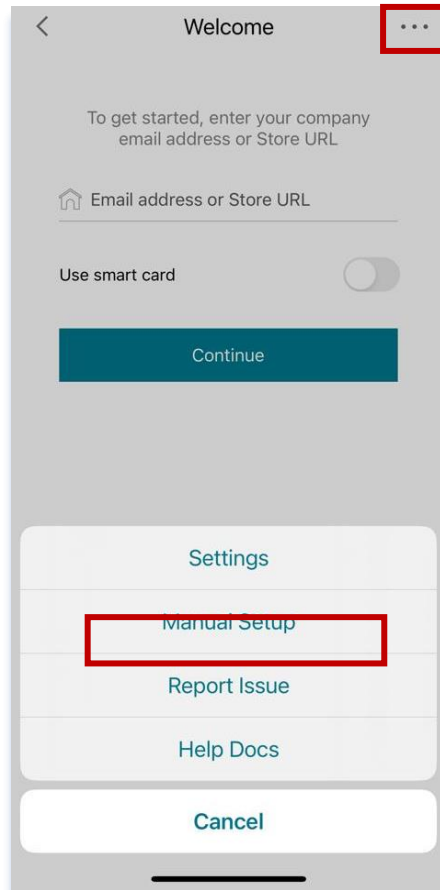 Welcome
To get started, enter your company
email address or Store URL
Email address or Store URL
Use smart card
Continue
Settings
Manual Setup
Report Issue
Help Docs
Cancel